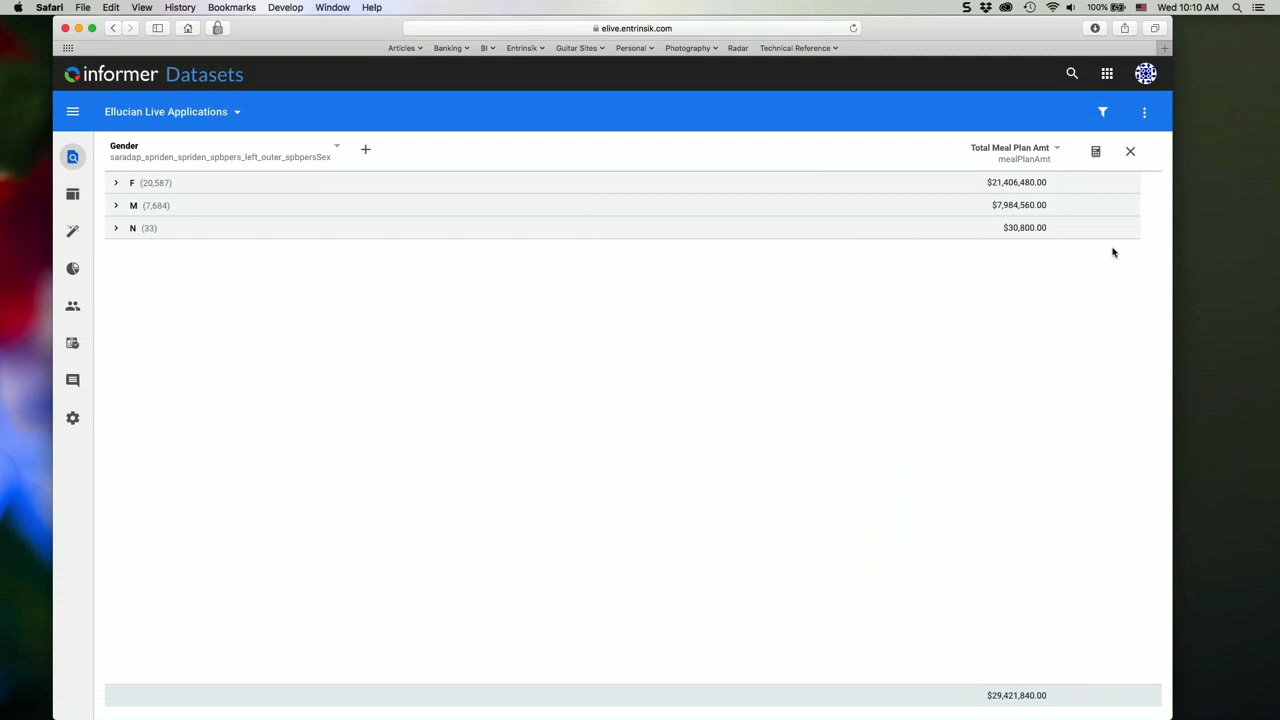 Safari File Edit View History Bookmarks Develop Window Help S 100% Wed 10:10 AM
elive.entrinsik.com
Articles Banking BI Entrinsik Guitar Sites Personal Photography Radar Technical Reference
informer Datasets
Ellucian Live Applications
Gender
saradap_spriden_spriden_spbpers_left_outer_spbpersSex
Total Meal Plan Amt
mealPlanAmt
F (20,587) $21,406,480.00
M (7,684) $7,984,560.00
N (33) $30,800.00
$29,421,840.00